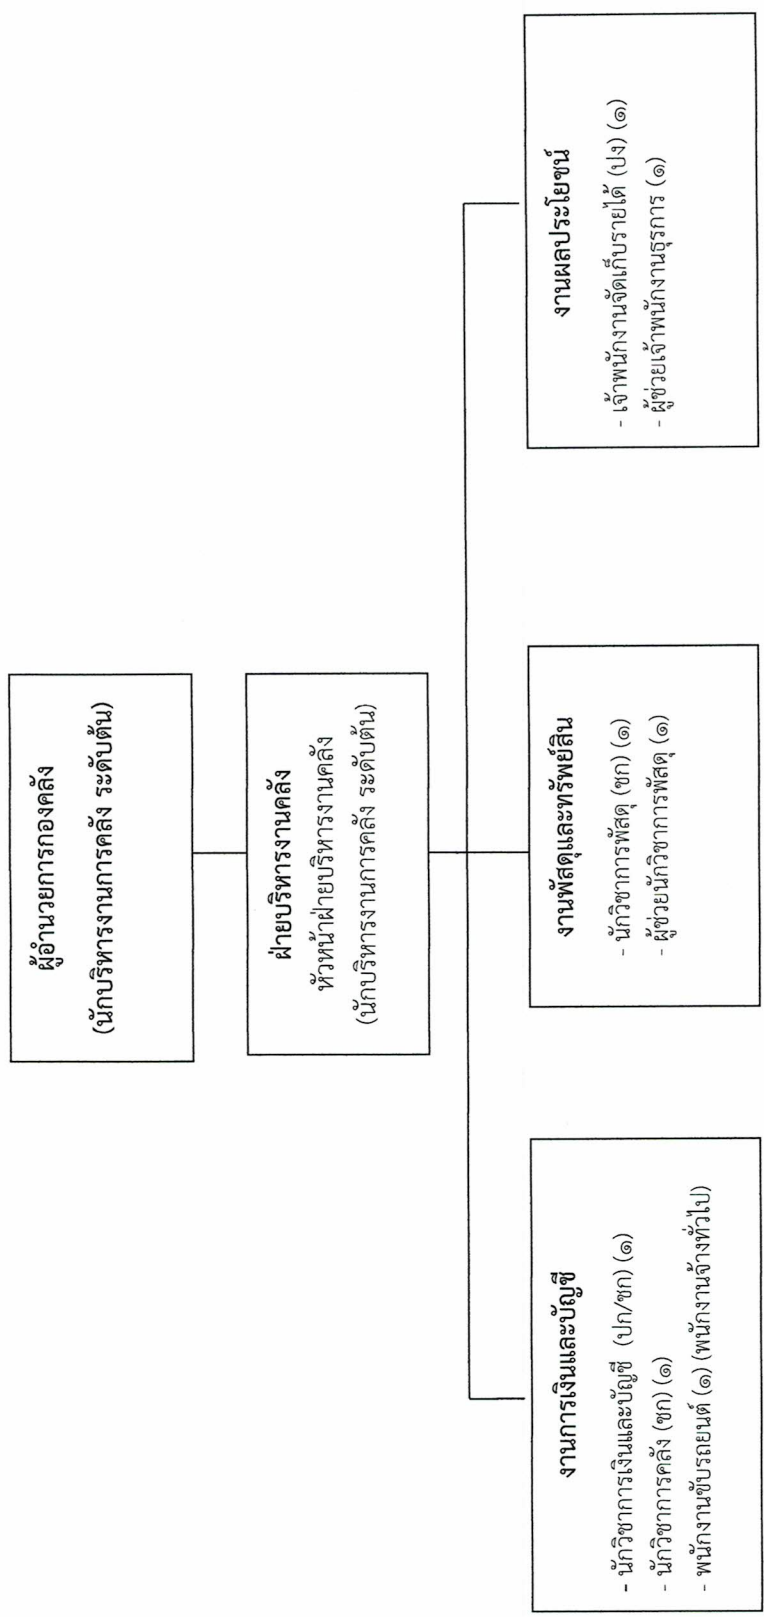 ผู้อำนวยการกองคลัง
(นักบริหารงานการคลัง ระดับต้น)
ฝ่ายบริหารงานคลัง
หัวหน้าฝ่ายบริหารงานคลัง
(นักบริหารงานการคลัง ระดับต้น)
งานการเงินและบัญชี
- นักวิชาการเงินและบัญชี (ปก/ชก) (๑)
- นักวิชาการคลัง (ชก) (๑)
- พนักงานขับรถยนต์ (๑) (พนักงานจ้างทั่วไป)
งานพัสดุและทรัพย์สิน
- นักวิชาการพัสดุ (ชก) (๑)
- ผู้ช่วยนักวิชาการพัสดุ (๑)
งานผลประโยชน์
- เจ้าพนักงานจัดเก็บรายได้ (ปง) (๑)
- ผู้ช่วยเจ้าพนักงานธุรการ (๑)